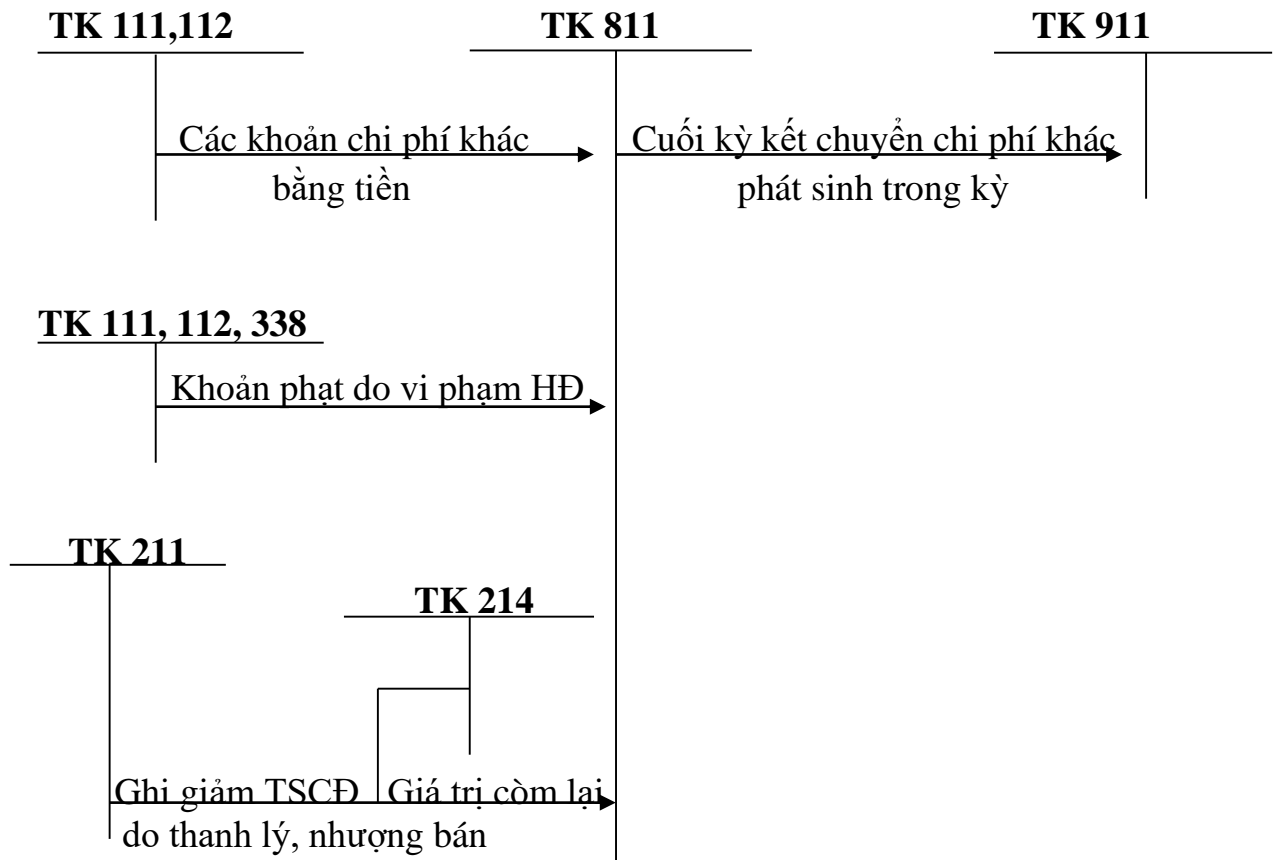 TK 111,112 TK 811 TK 911
Các khoản chi phí khác Cuối kỳ kết chuyển chi phí khác
bằng tiền phát sinh trong kỳ
TK 111, 112, 338
Khoản phạt do vi phạm HĐ
TK 211
TK 214
Ghi giảm TSCĐ Giá trị còm lại
do thanh lý, nhượng bán